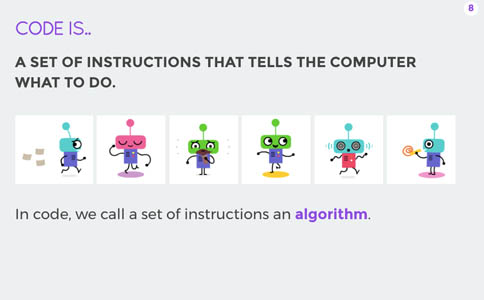 8
CODE IS..
A SET OF INSTRUCTIONS THAT TELLS THE COMPUTER
WHAT TO DO.
In code, we call a set of instructions an algorithm.